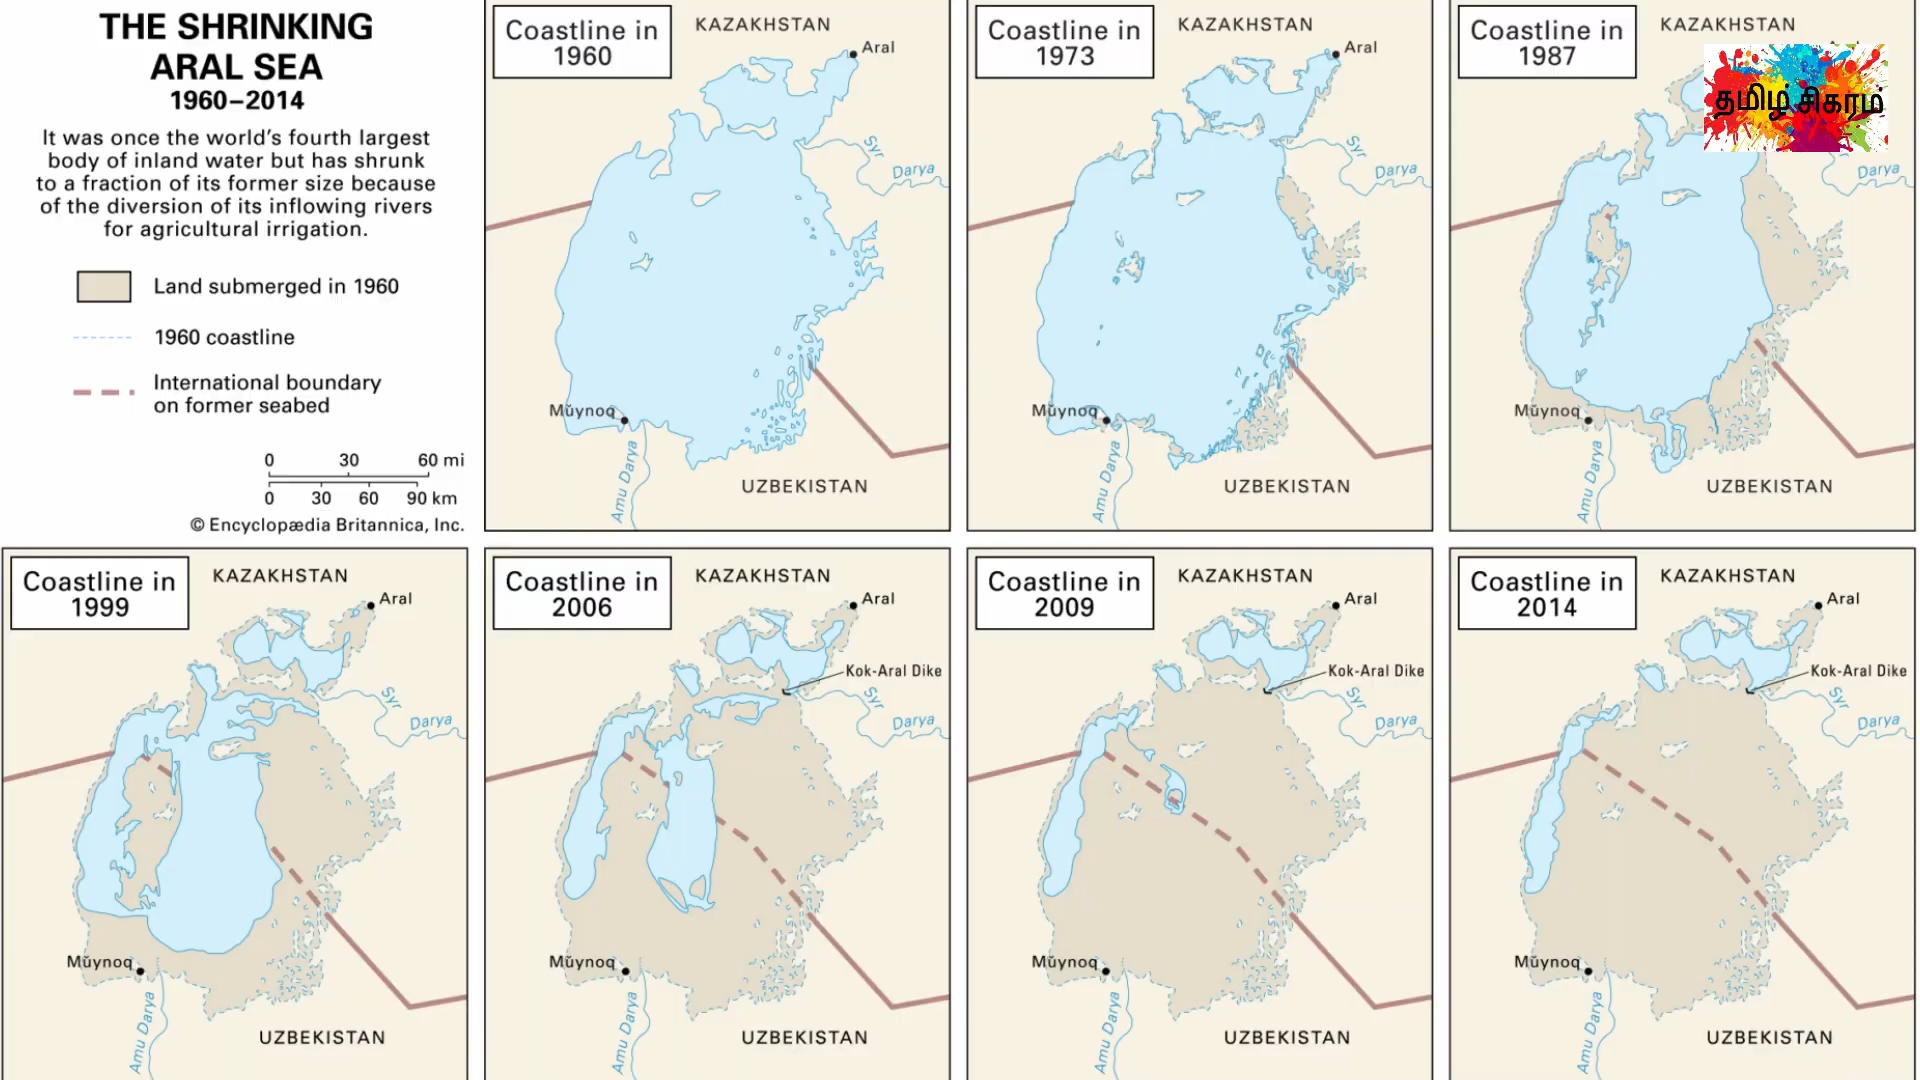 THE SHRINKING
ARAL SEA
1960–2014
It was once the world's fourth largest
body of inland water but has shrunk
to a fraction of its former size because
of the diversion of its inflowing rivers
for agricultural irrigation.
Land submerged in 1960
1960 coastline
International boundary
on former seabed
0 30 60 mi
0 30 60 90 km
© Encyclopædia Britannica, Inc.
Coastline in
1960
KAZAKHSTAN
Aral
Syr
Darya
Mŭynoq
Amu Darya
UZBEKISTAN
Coastline in
1973
KAZAKHSTAN
Aral
Syr
Darya
Mŭynoq
Amu Darya
UZBEKISTAN
Coastline in
1987
KAZAKHSTAN
தமிழ் சிகரம்
Darya
Mŭynoq
Amu Darya
UZBEKISTAN
Coastline in
1999
KAZAKHSTAN
Aral
Syr
Darya
Mŭynoq
Amu Darya
UZBEKISTAN
Coastline in
2006
KAZAKHSTAN
Aral
Kok-Aral Dike
Syr
Darya
Mŭynoq
Amu Darya
UZBEKISTAN
Coastline in
2009
KAZAKHSTAN
Aral
Kok-Aral Dike
Syr
Darya
Mŭynoq
Amu Darya
UZBEKISTAN
Coastline in
2014
KAZAKHSTAN
Aral
Kok-Aral Dike
Syr
Darya
Mŭynoq
Amu Darya
UZBEKISTAN